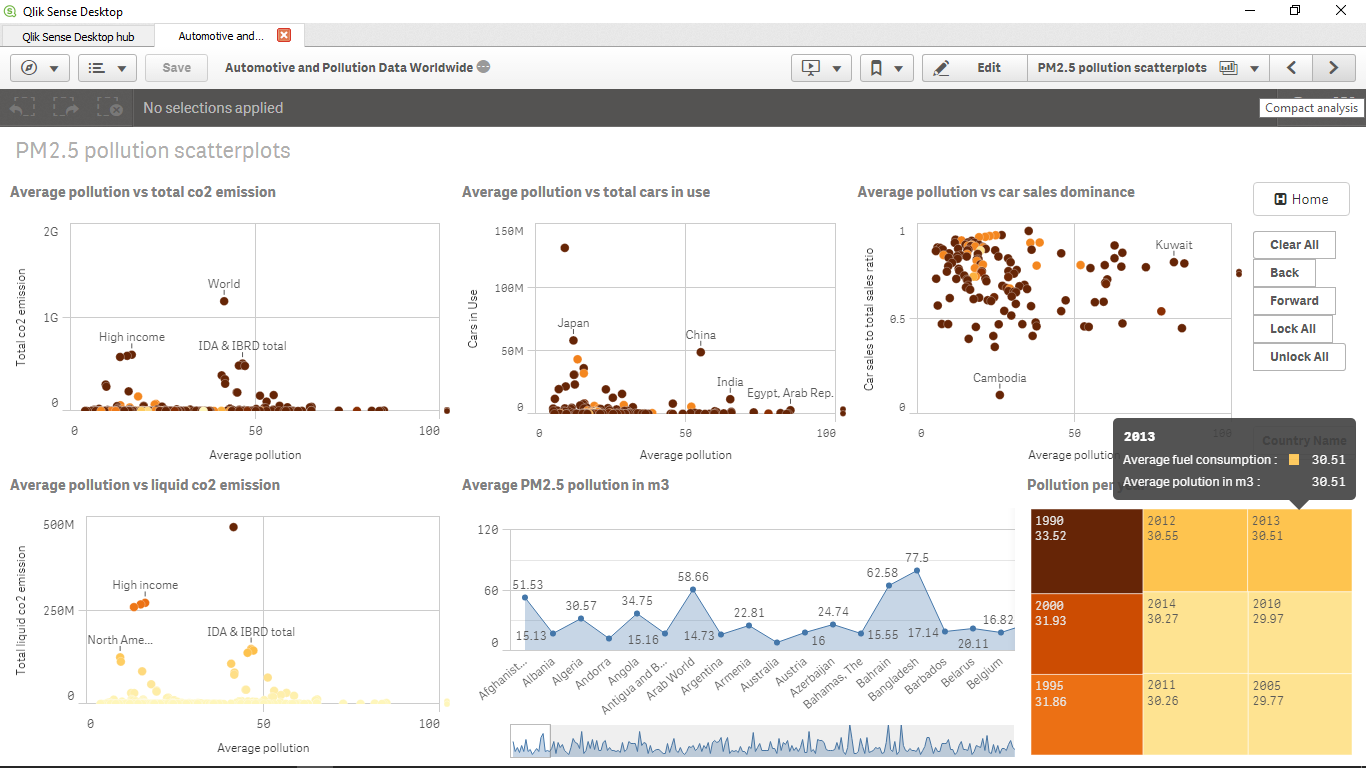 Qlik Sense Desktop
Qlik Sense Desktop hub
Automotive and...
Save
Automotive and Pollution Data Worldwide
Edit
PM2.5 pollution scatterplots
No selections applied
Compact analysis
PM2.5 pollution scatterplots
Average pollution vs total co2 emission
Total co2 emission
2G
1G
0
World
High income
IDA & IBRD total
0
50
100
Average pollution
Average pollution vs total cars in use
Cars in Use
150M
100M
50M
0
Japan
China
India
Egypt, Arab Rep.
0
50
100
Average pollution
Average pollution vs car sales dominance
Car sales to total sales ratio
1
0.5
0
Kuwait
Cambodia
0
50
100
Average pollution
Home
Clear All
Back
Forward
Lock All
Unlock All
Country Name
2013
Average fuel consumption : 30.51
Average polution in m3 : 30.51
Average pollution vs liquid co2 emission
Total liquid co2 emission
500M
250M
0
High income
North Ame...
IDA & IBRD total
0
50
100
Average pollution
Average PM2.5 pollution in m3
120
60
0
51.53
15.13
30.57
34.75
15.16
58.66
14.73
22.81
16
24.74
15.55
62.58
77.5
17.14
20.11
16.82
Afghanist...
Albania
Algeria
Andorra
Angola
Antigua and B...
Arab World
Argentina
Armenia
Australia
Austria
Azerbaijan
Bahamas, The
Bahrain
Bangladesh
Barbados
Belarus
Belgium
Pollution per
1990
33.52
2012
30.55
2013
30.51
2000
31.93
2014
30.27
2010
29.97
1995
31.86
2011
30.26
2005
29.77